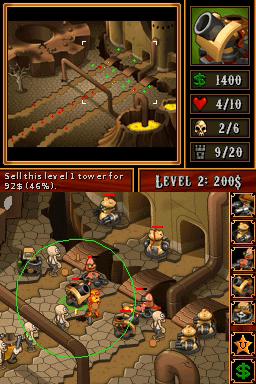 $ 1400
4/10
2/6
9/20
Sell this level 1 tower for
92$ (46%).
LEVEL 2: 200$
U
$